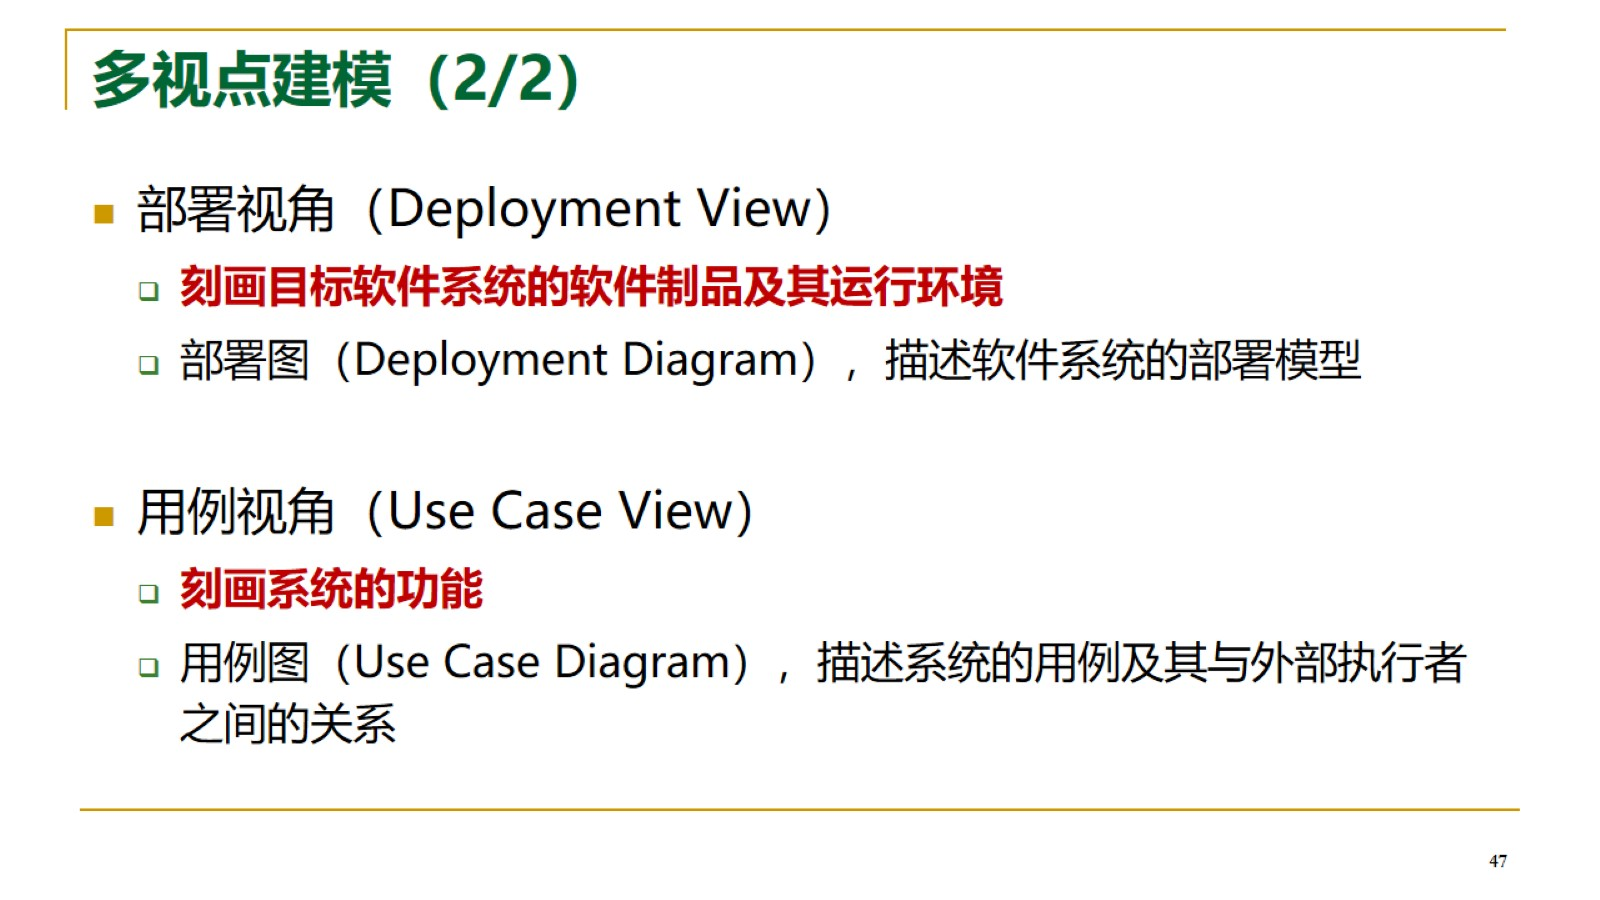 多视点建模（2/2）
部署视角（Deployment View）
刻画目标软件系统的软件制品及其运行环境
部署图（Deployment Diagram），描述软件系统的部署模型
用例视角（Use Case View）
刻画系统的功能
用例图（Use Case Diagram），描述系统的用例及其与外部执行者
之间的关系
47